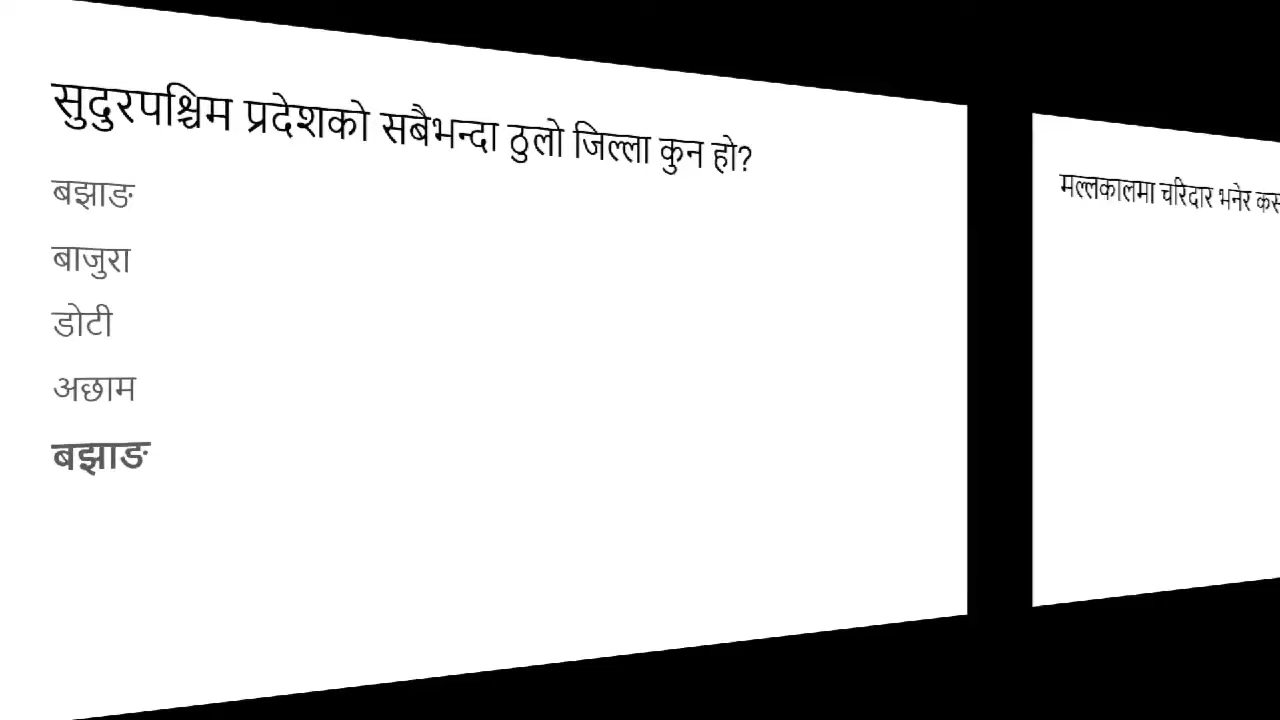 सुदुरपश्चिम प्रदेशको सबैभन्दा ठुलो जिल्ला कुन हो?
बझाङ
बाजुरा
डोटी
अछाम
बझाङ
मल्लकालमा चरिदार भनेर